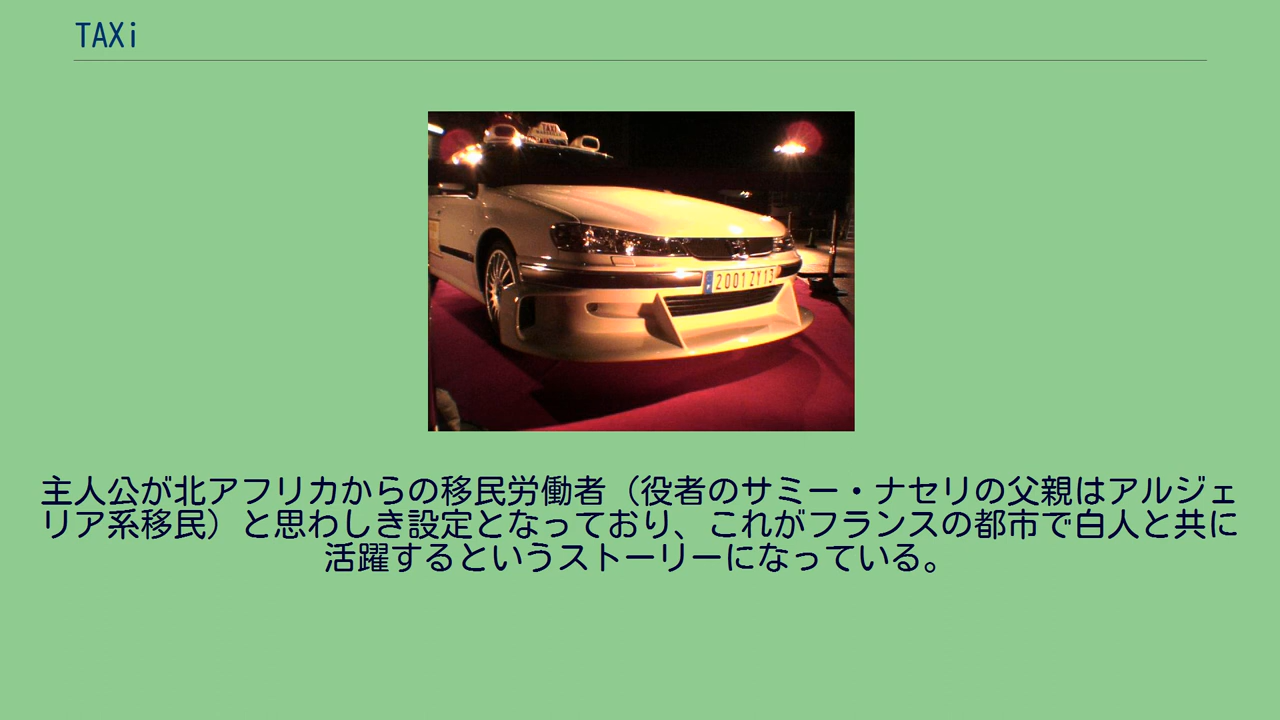 TAXi
TAXI
2001 ZY 13
主人公が北アフリカからの移民労働者（役者のサミー・ナセリの父親はアルジェ
リア系移民）と思わしき設定となっており、これがフランスの都市で白人と共に
活躍するというストーリーになっている。